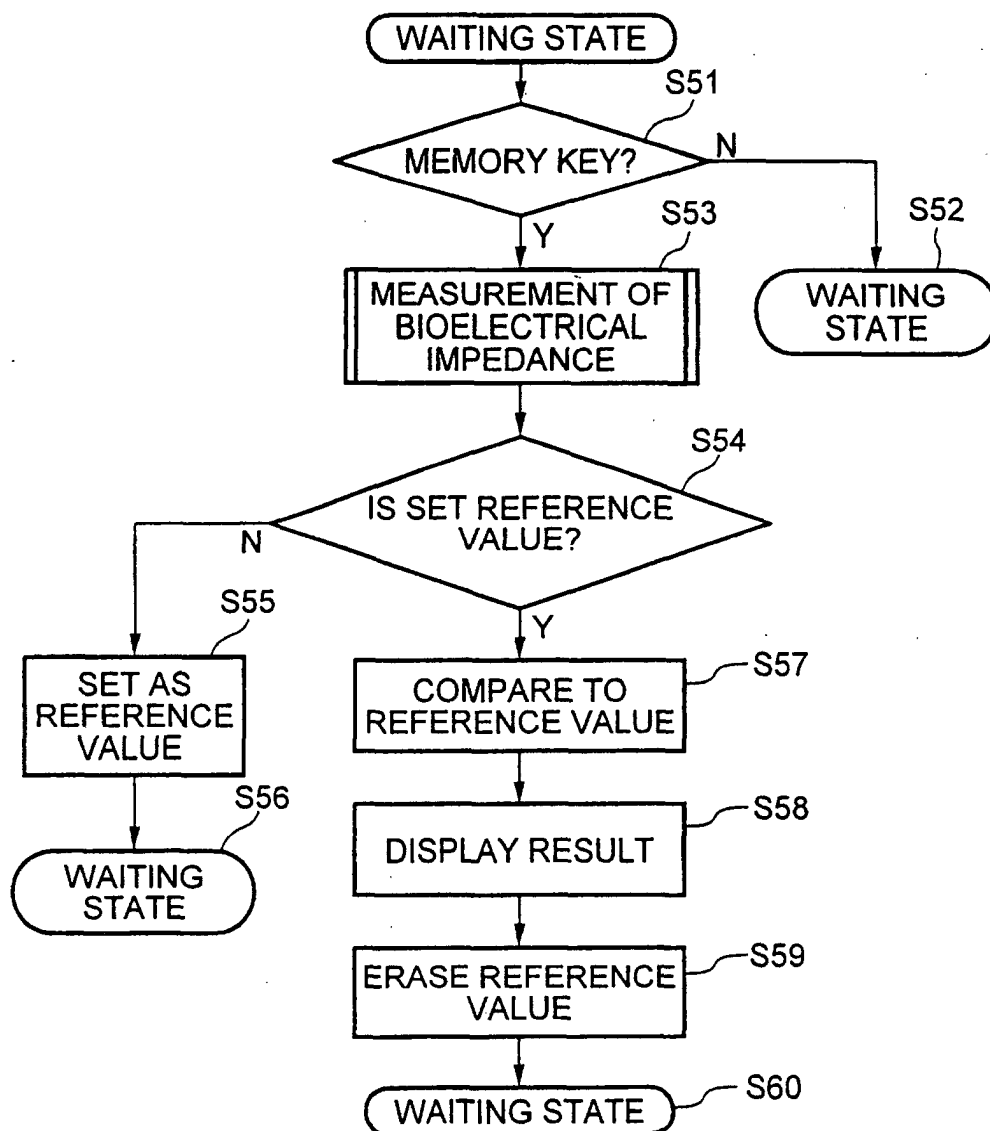 WAITING STATE
S51
MEMORY KEY?
N
Y
S53
S52
MEASUREMENT OF
BIOELECTRICAL
IMPEDANCE
WAITING
STATE
S54
IS SET REFERENCE
VALUE?
N
Y
S55
SET AS
REFERENCE
VALUE
S57
COMPARE TO
REFERENCE VALUE
S56
WAITING
STATE
S58
DISPLAY RESULT
S59
ERASE REFERENCE
VALUE
S60
WAITING STATE